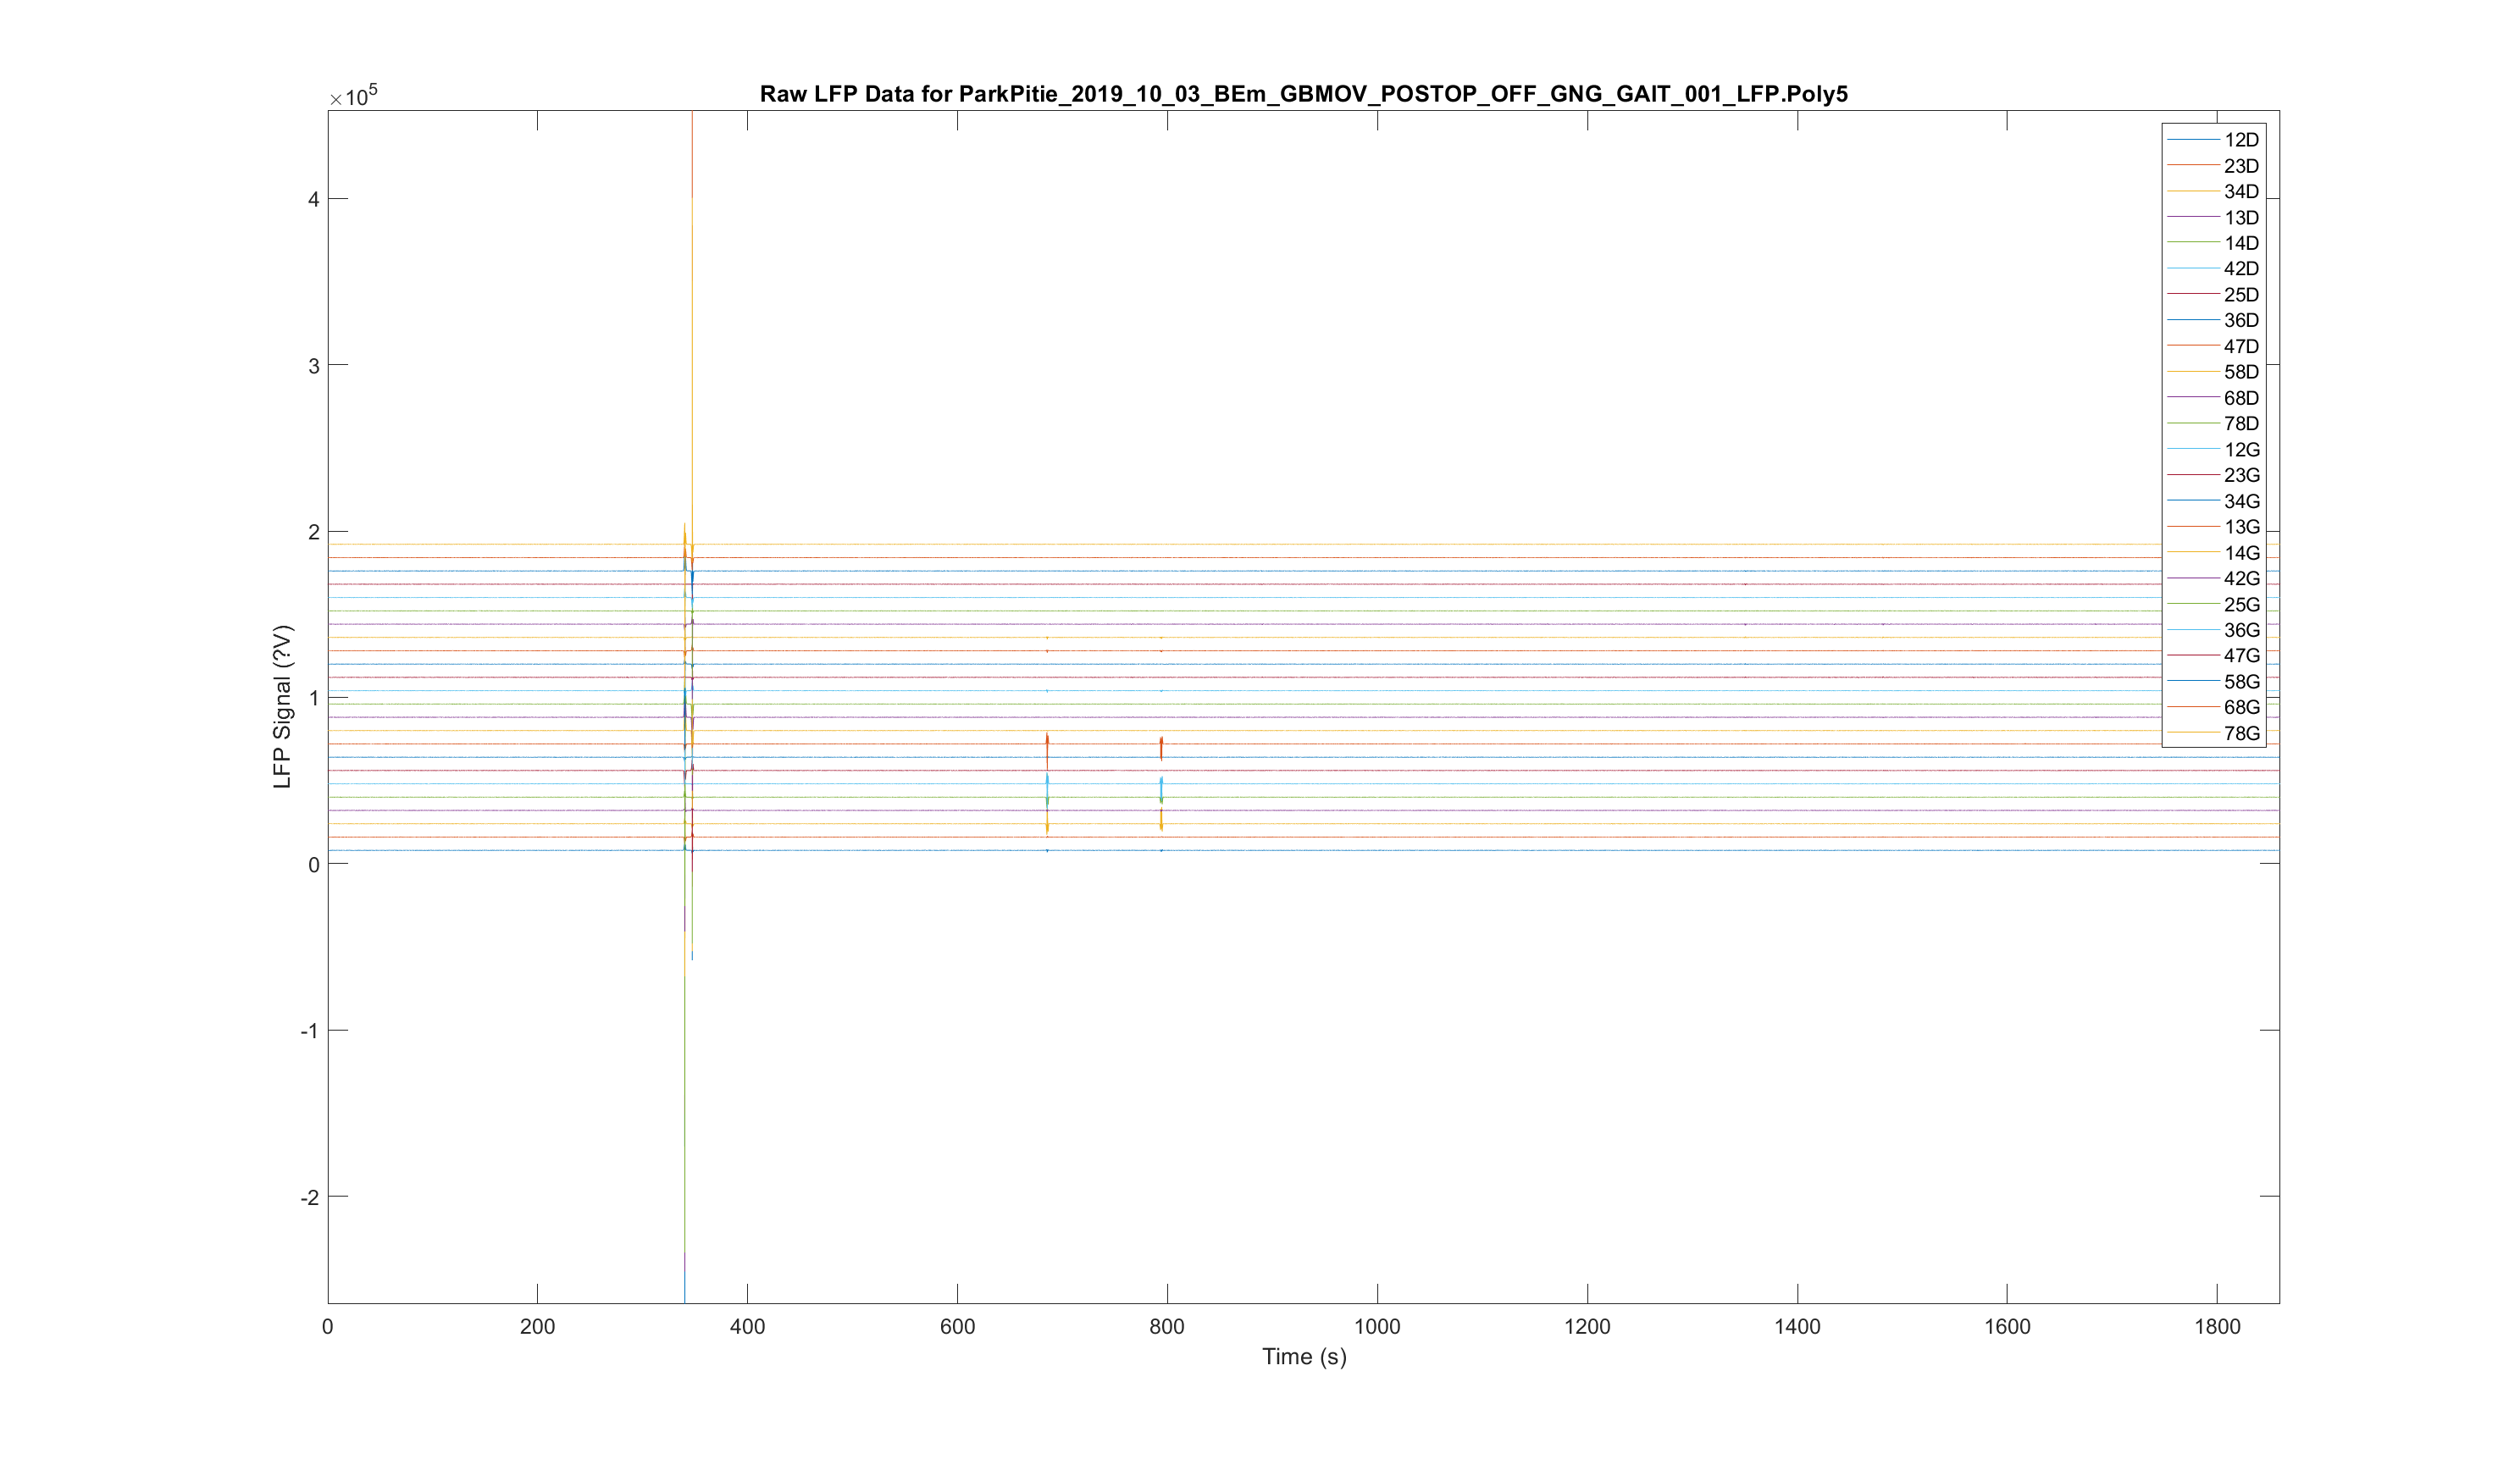 Raw LFP Data for ParkPitie_2019_10_03_BEm_GBMOV_POSTOP_OFF_GNG_GAIT_001_LFP.Poly5
×10^5
4
3
2
1
0
-1
-2
LFP Signal (?V)
0 200 400 600 800 1000 1200 1400 1600 1800
Time (s)
12D
23D
34D
13D
14D
42D
25D
36D
47D
58D
68D
78D
12G
23G
34G
13G
14G
42G
25G
36G
47G
58G
68G
78G